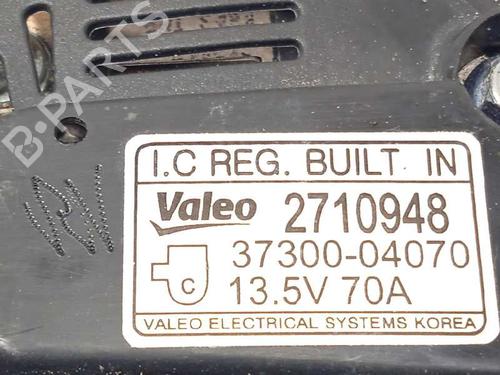 B-PARTS
I.C REG. BUILT. IN
Valeo 2710948
37300-04070
C
13.5V 70A
VALEO ELECTRICAL SYSTEMS KOREA